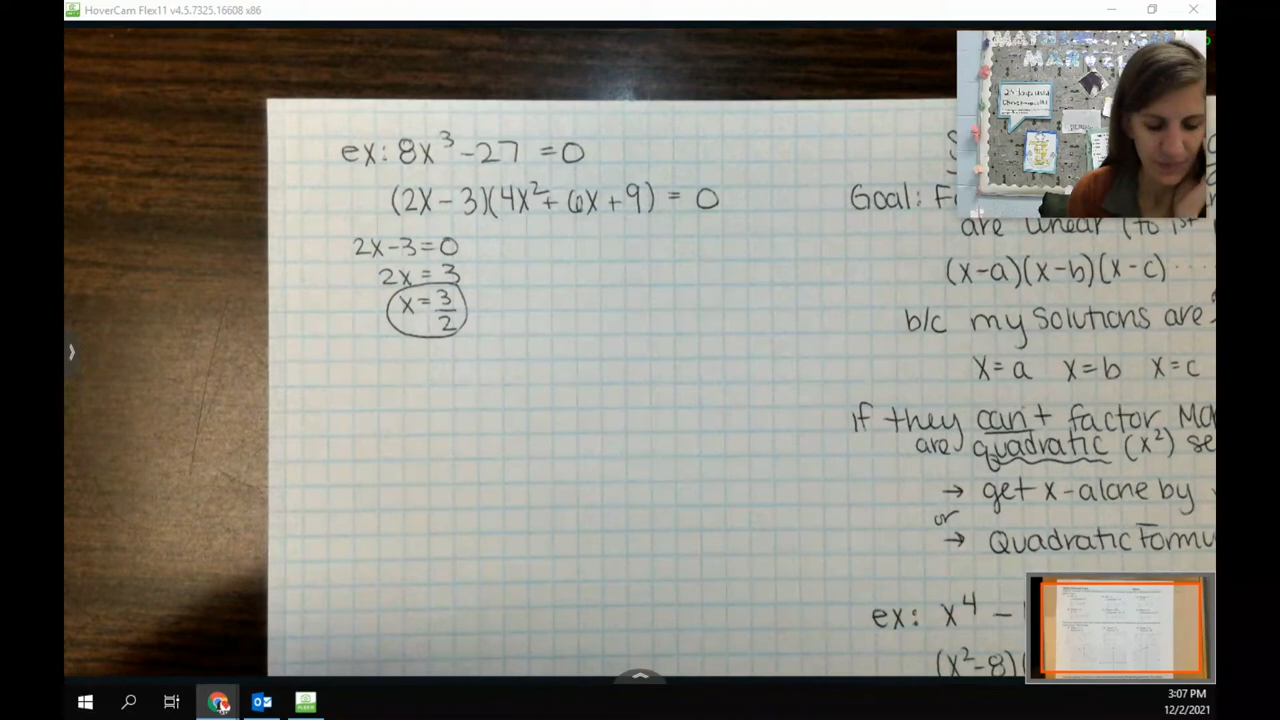 HoverCam Flex11 v4.5.7325.16608 x86
ex: 8x³ - 27 = 0
(2x - 3)(4x² + 6x + 9) = 0
2x - 3 = 0
2x = 3
x = 3/2
Goal:
are linear (to 1st
(x-a)(x-b)(x-c) ....
b/c my solutions are
x = a x = b x = c
If they can't factor
are quadratic (x²)
→ get x-alone by
or
→ Quadratic
ex: x⁴ -
(x² - 8)(
3:07 PM
12/2/2021